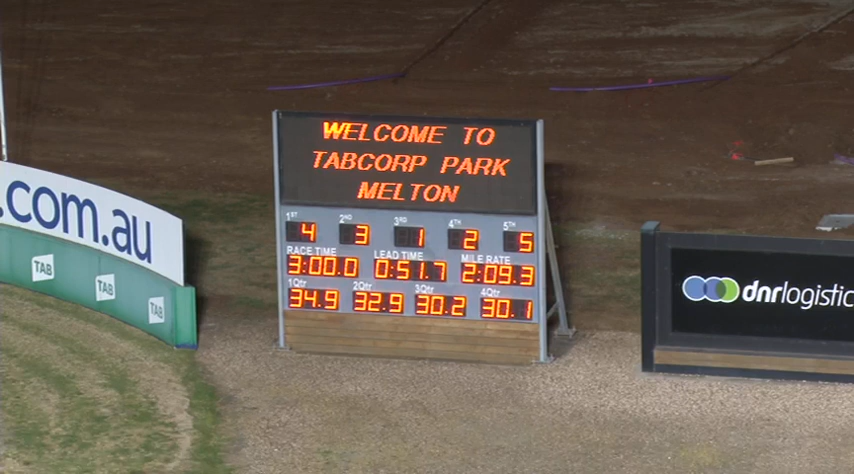 WELCOME TO
TABCORP PARK
MELTON
1ST 2ND 3RD 4TH 5TH
4 3 1 2 5
RACE TIME LEAD TIME MILE RATE
3:00.0 0:51.7 2:09.3
1Qtr 2Qtr 3Qtr 4Qtr
34.9 32.9 30.2 30.1
.com.au
TAB TAB TAB
dnrlogistic